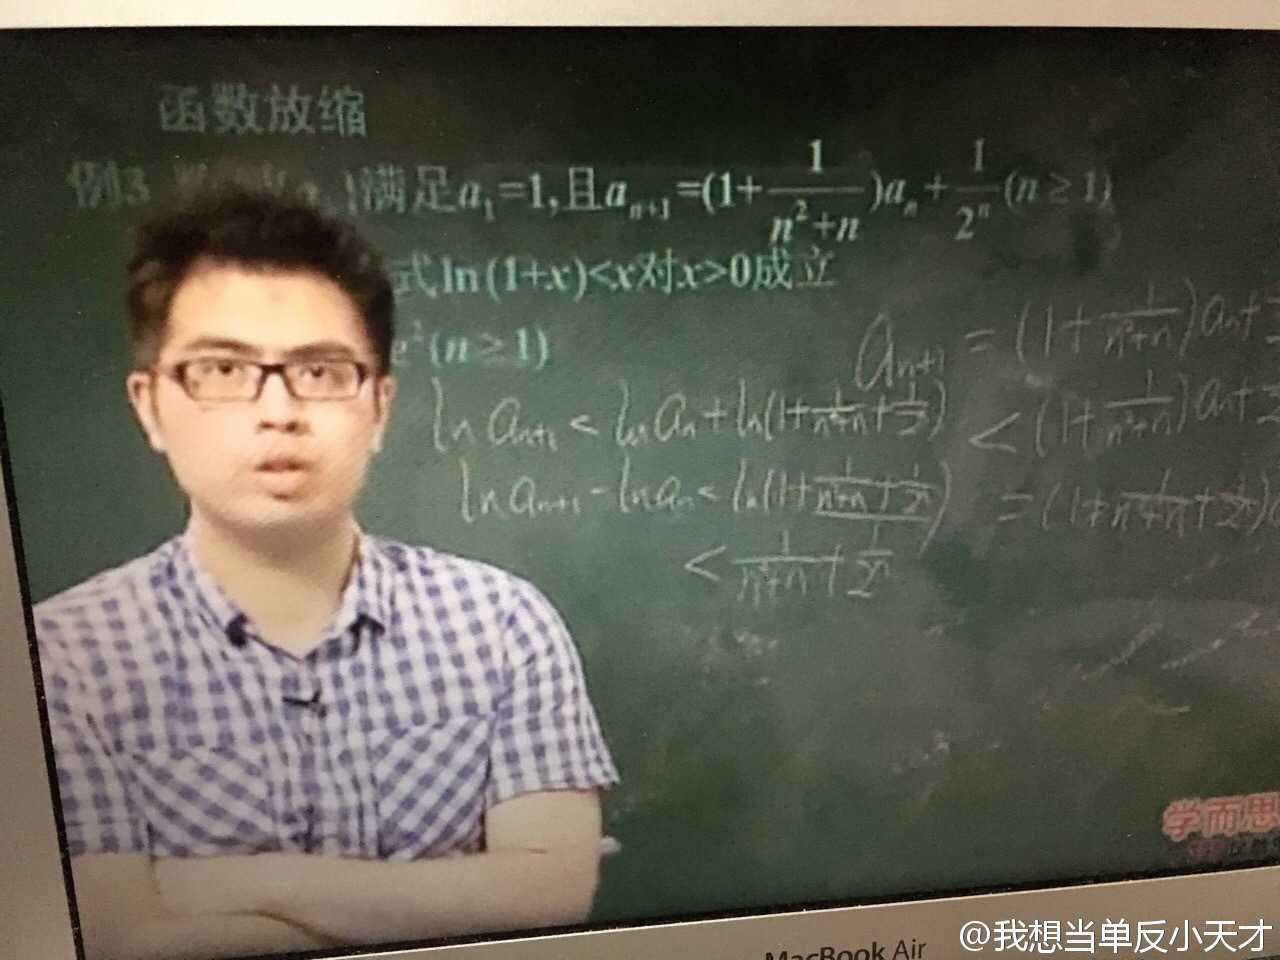 函数放缩
例3 满足a₁=1,且aₙ₊₁=(1+1/(n²+n))aₙ+1/2ⁿ(n≥1)
式ln(1+x)<x对x>0成立
e²(n≥1)
aₙ₊₁=(1+1/(n²+n))aₙ+
ln aₙ₊₁<ln aₙ+ln(1+1/(n²+n)+1/2ⁿ)
<(1+1/(n²+n))aₙ+
ln aₙ₊₁-ln aₙ<ln(1+1/(n²+n)+1/2ⁿ)
=(1+1/(n²+n)+1/2ⁿ)
<1/(n²+n)+1/2ⁿ
学而思
MacBook Air
@我想当单反小天才